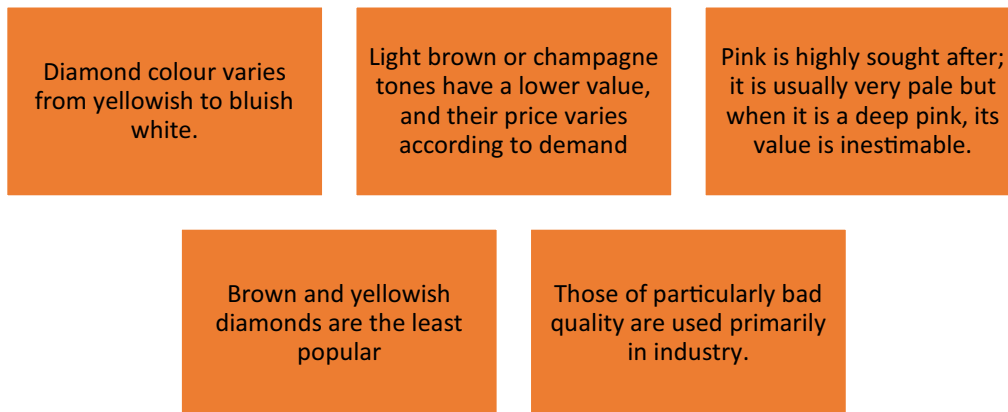 Diamond colour varies
from yellowish to bluish
white.
Light brown or champagne
tones have a lower value,
and their price varies
according to demand
Pink is highly sought after;
it is usually very pale but
when it is a deep pink, its
value is inestimable.
Brown and yellowish
diamonds are the least
popular
Those of particularly bad
quality are used primarily
in industry.